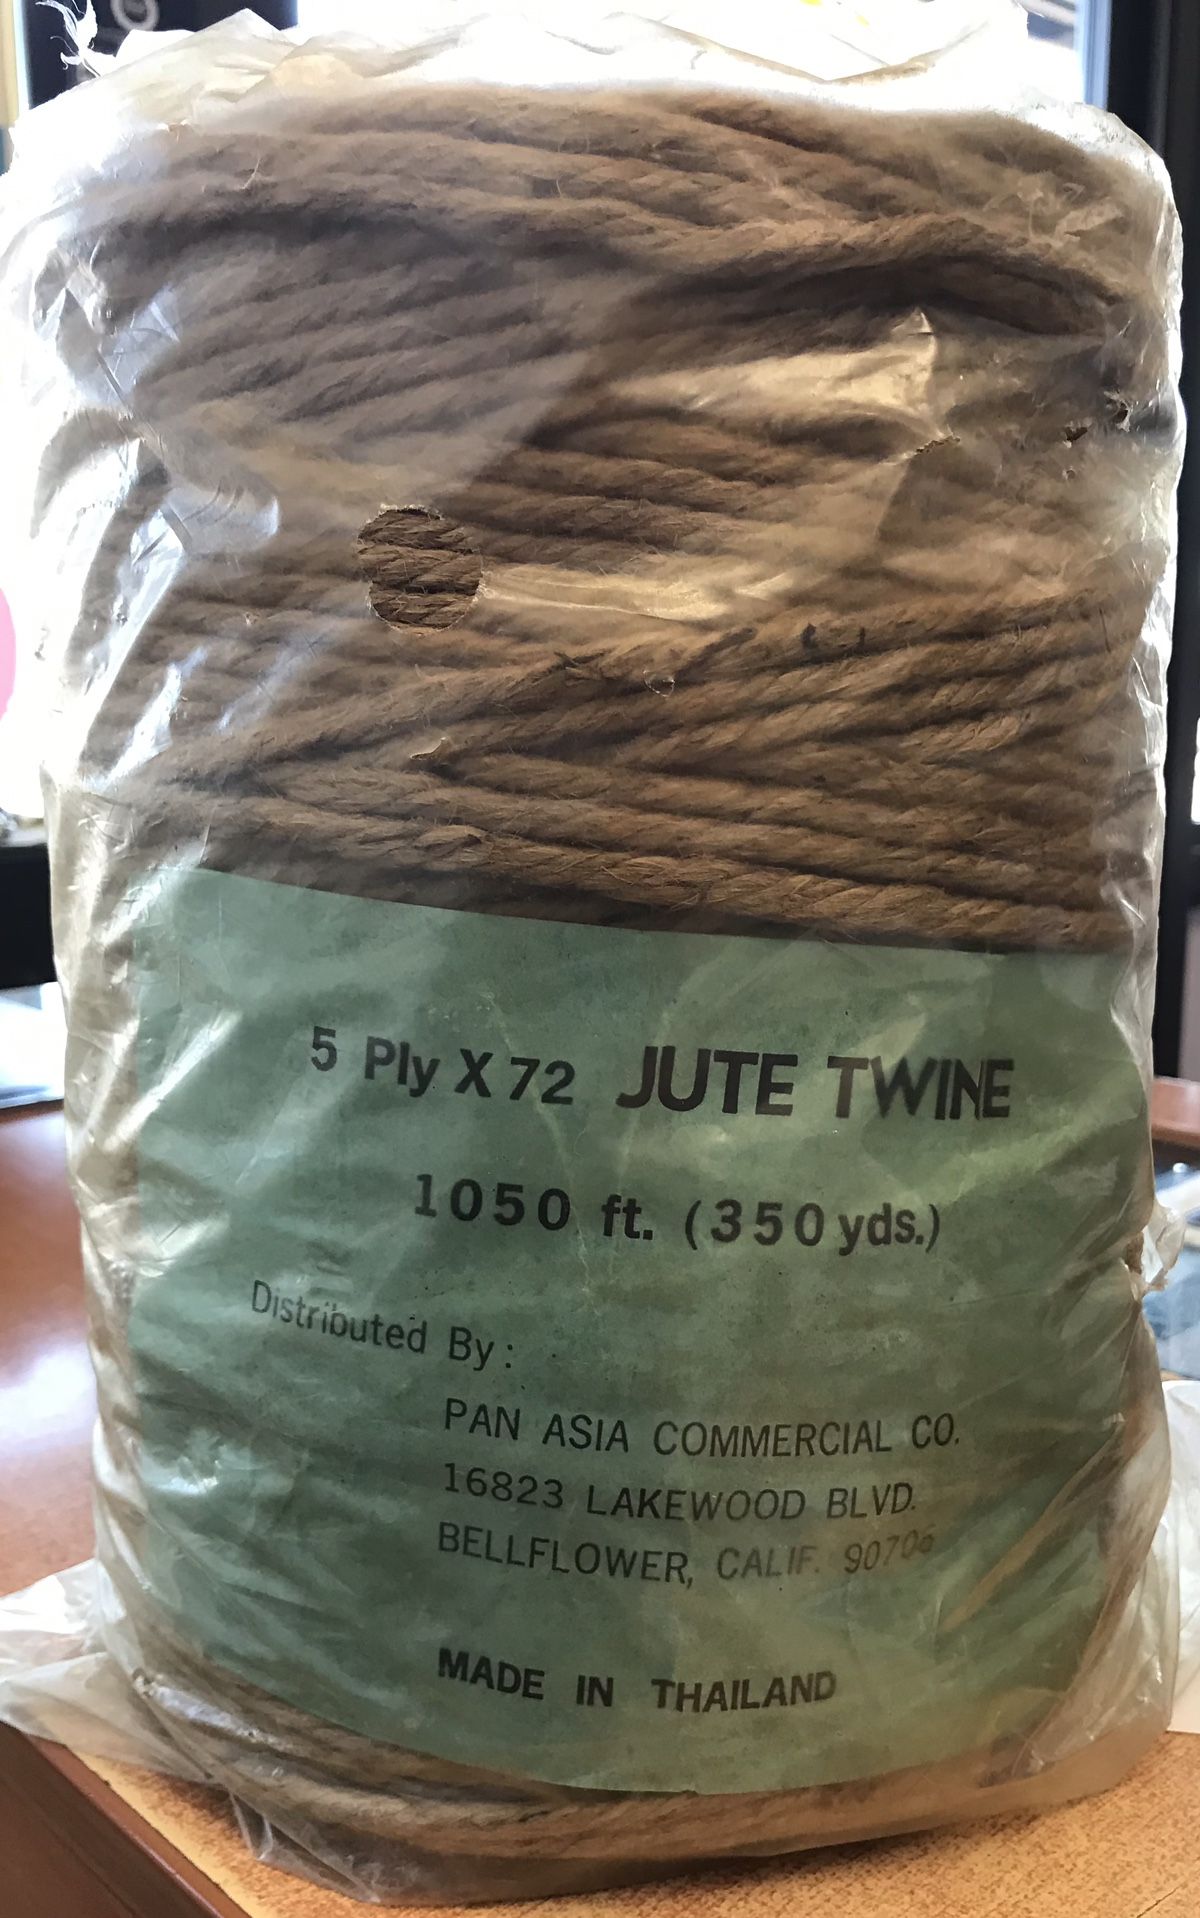 5 Ply X 72 JUTE TWINE
1050 ft. (350 yds.)
Distributed By:
PAN ASIA COMMERCIAL CO.
16823 LAKEWOOD BLVD.
BELLFLOWER, CALIF. 90706
MADE IN THAILAND